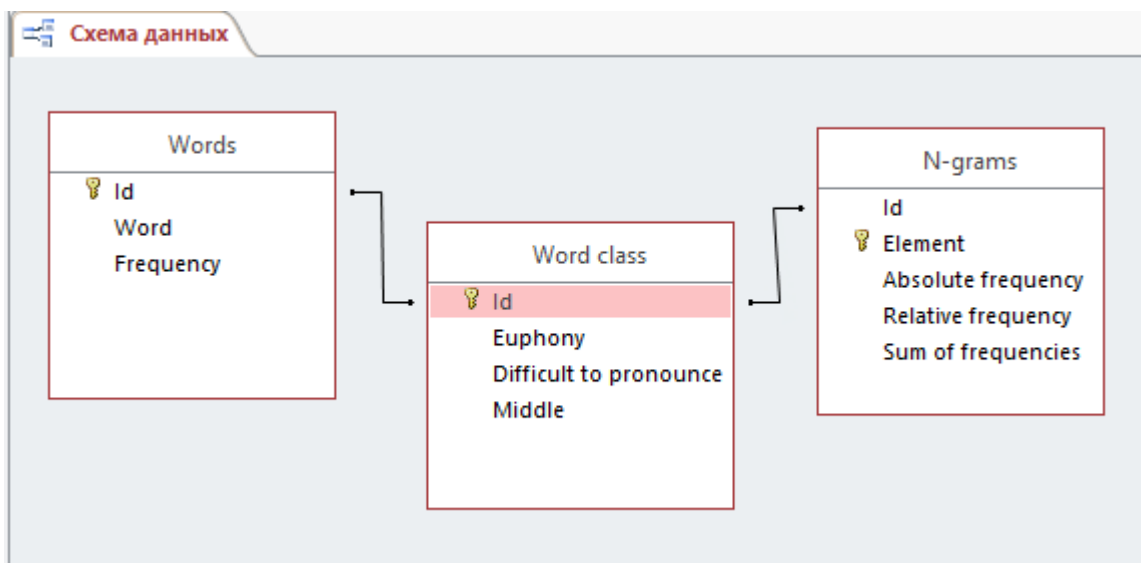 Схема данных
Words
Id
Word
Frequency
Word class
Id
Euphony
Difficult to pronounce
Middle
N-grams
Id
Element
Absolute frequency
Relative frequency
Sum of frequencies